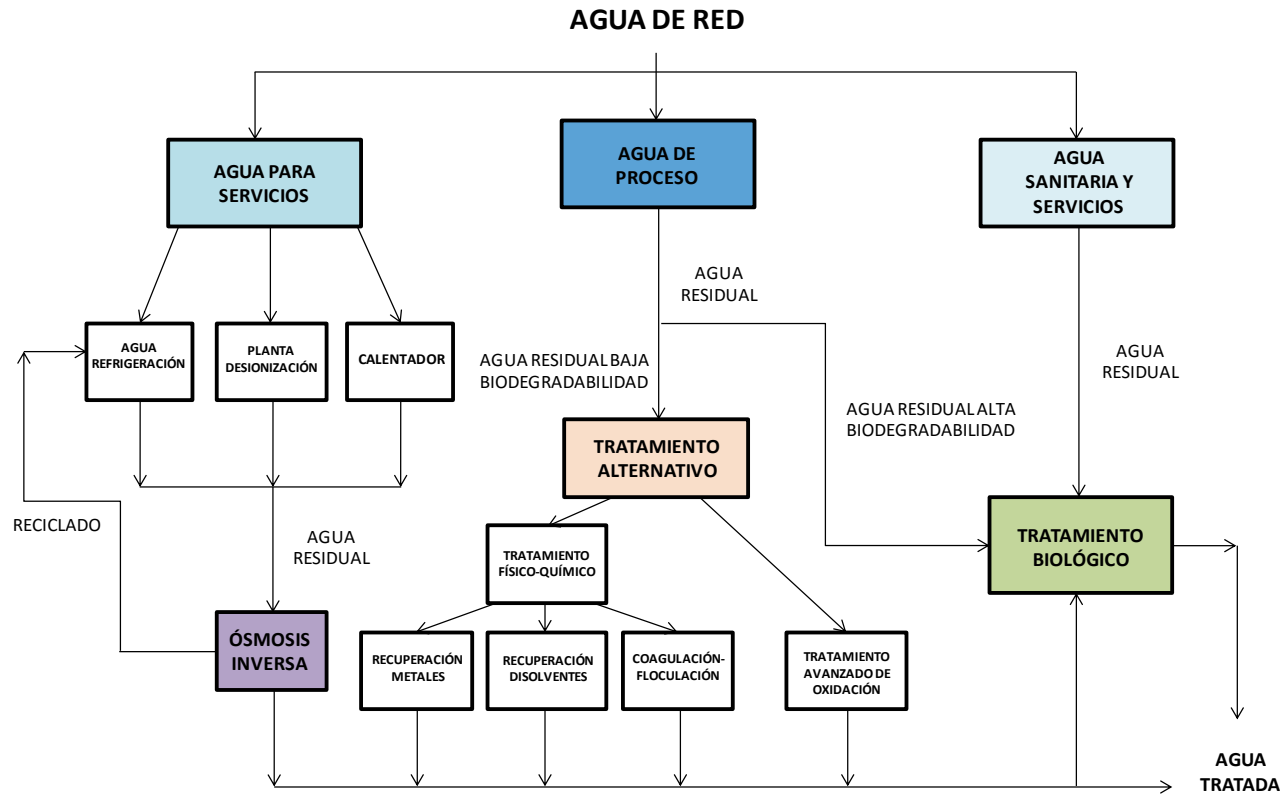 AGUA DE RED
AGUA PARA
SERVICIOS
AGUA DE
PROCESO
AGUA
SANITARIA Y
SERVICIOS
AGUA
RESIDUAL
AGUA
REFRIGERACIÓN
PLANTA
DESIONIZACIÓN
CALENTADOR
AGUA RESIDUAL BAJA
BIODEGRADABILIDAD
AGUA
RESIDUAL
AGUA RESIDUAL ALTA
BIODEGRADABILIDAD
TRATAMIENTO
ALTERNATIVO
RECICLADO
AGUA
RESIDUAL
TRATAMIENTO
FÍSICO-QUÍMICO
TRATAMIENTO
BIOLÓGICO
ÓSMOSIS
INVERSA
RECUPERACIÓN
METALES
RECUPERACIÓN
DISOLVENTES
COAGULACIÓN-
FLOCULACIÓN
TRATAMIENTO
AVANZADO DE
OXIDACIÓN
AGUA
TRATADA